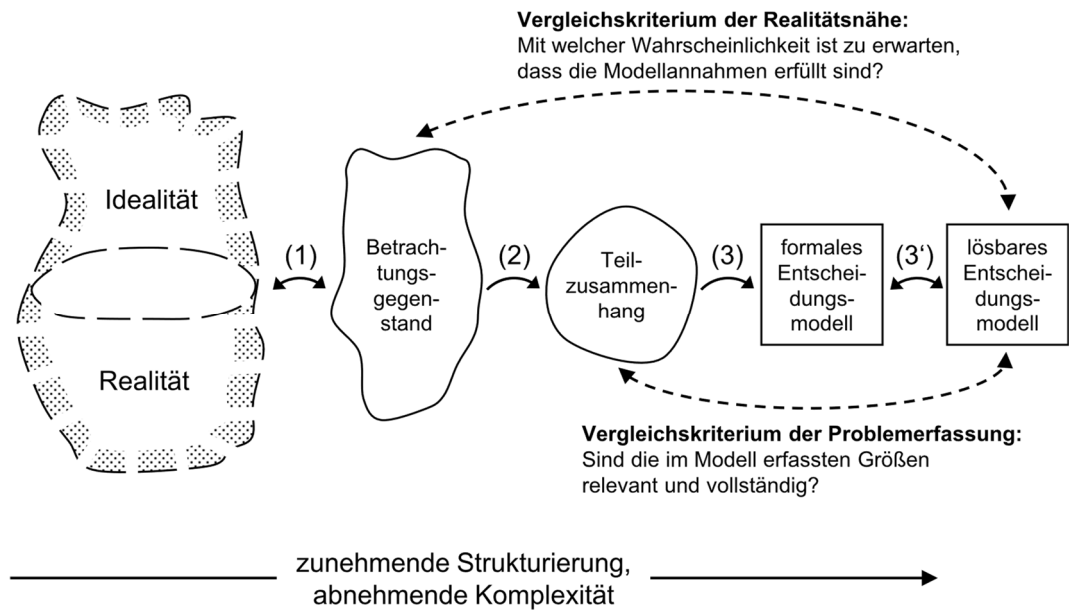 Vergleichskriterium der Realitätsnähe:
Mit welcher Wahrscheinlichkeit ist zu erwarten,
dass die Modellannahmen erfüllt sind?
Idealität
Realität
(1)
Betrach-
tungs-
gegen-
stand
(2)
Teil-
zusammen-
hang
(3)
formales
Entschei-
dungs-
modell
(3‘)
lösbares
Entschei-
dungs-
modell
Vergleichskriterium der Problemerfassung:
Sind die im Modell erfassten Größen
relevant und vollständig?
zunehmende Strukturierung,
abnehmende Komplexität